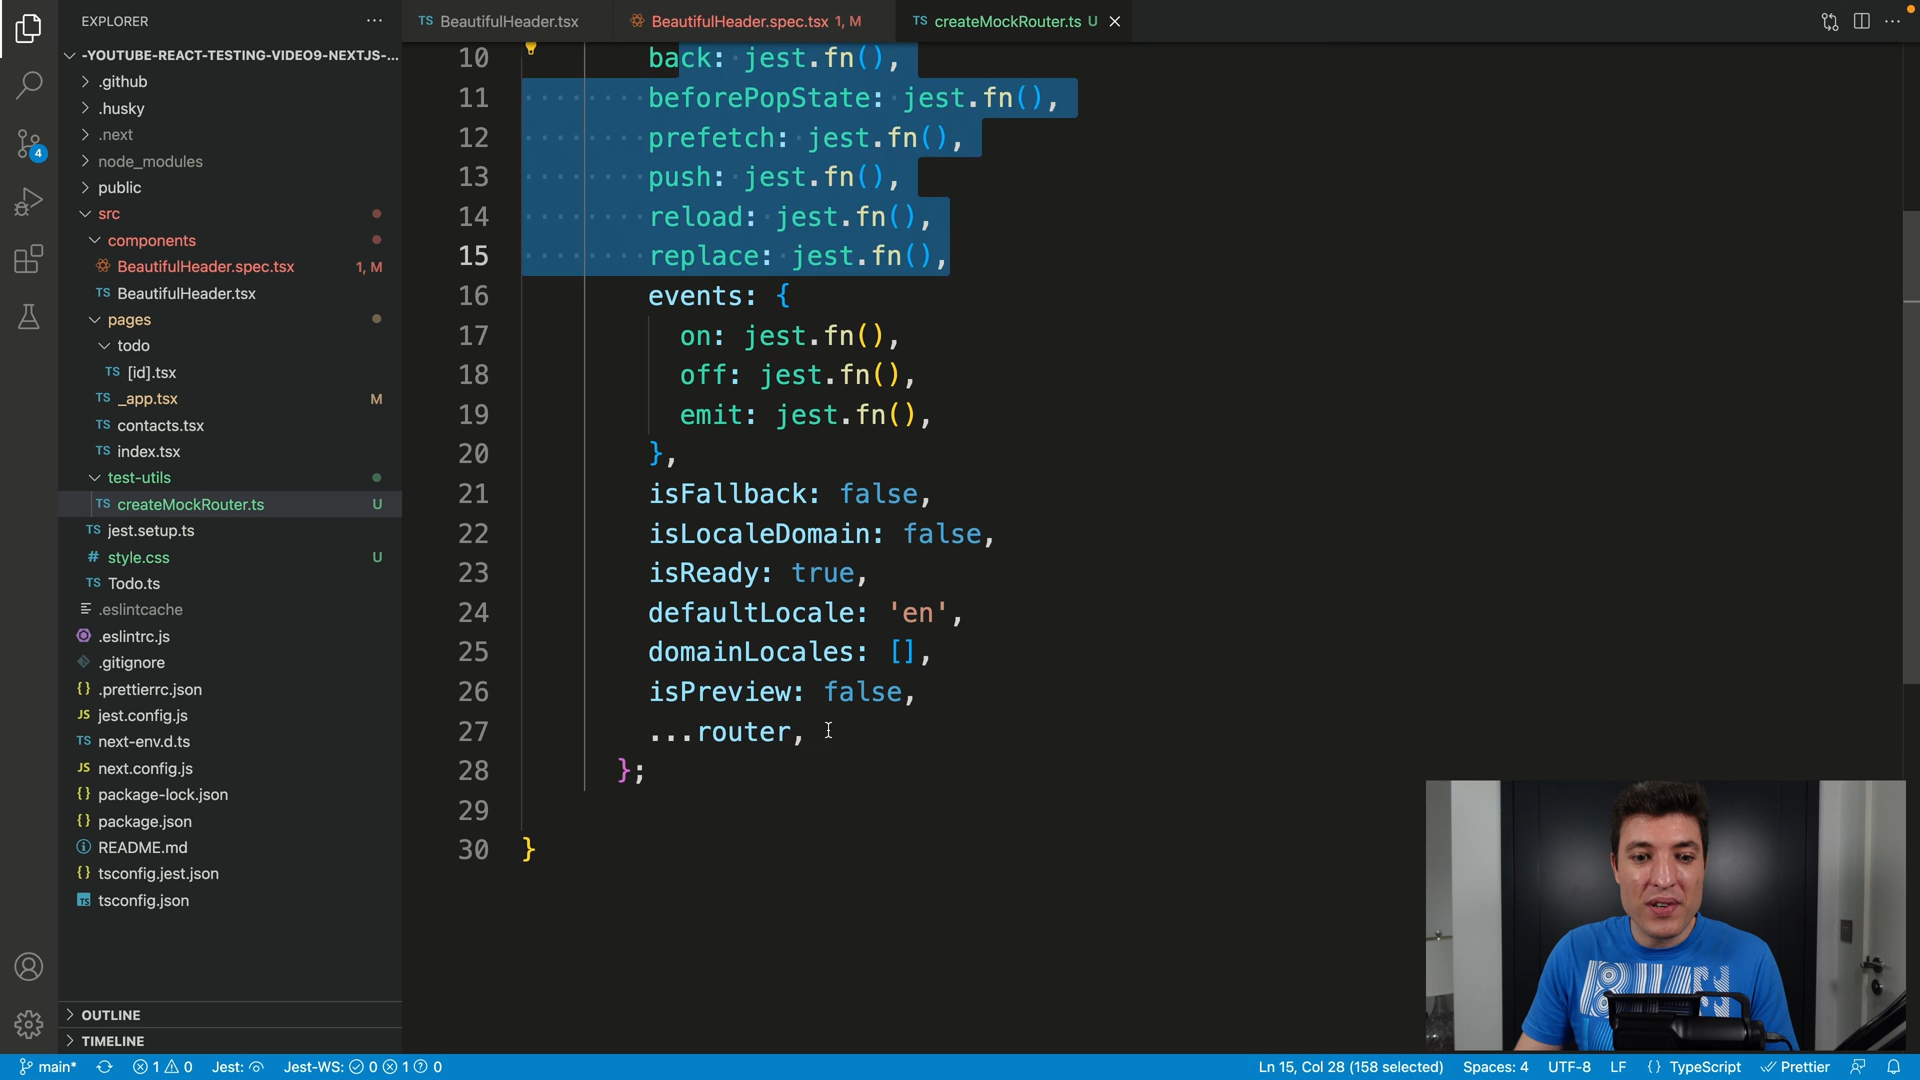 EXPLORER
-YOUTUBE-REACT-TESTING-VIDEO9-NEXTJS-...
.github
.husky
.next
node_modules
public
src
components
BeautifulHeader.spec.tsx 1, M
BeautifulHeader.tsx
pages
todo
TS [id].tsx
TS _app.tsx M
TS contacts.tsx
TS index.tsx
test-utils
TS createMockRouter.ts U
TS jest.setup.ts
# style.css U
TS Todo.ts
.eslintcache
.eslintrc.js
.gitignore
{} .prettierrc.json
JS jest.config.js
TS next-env.d.ts
JS next.config.js
{} package-lock.json
{} package.json
README.md
{} tsconfig.jest.json
TS tsconfig.json
OUTLINE
TIMELINE
4
TS BeautifulHeader.tsx
BeautifulHeader.spec.tsx 1, M
TS createMockRouter.ts U
10 back: jest.fn(),
11 beforePopState: jest.fn(),
12 prefetch: jest.fn(),
13 push: jest.fn(),
14 reload: jest.fn(),
15 replace: jest.fn(),
16 events: {
17 on: jest.fn(),
18 off: jest.fn(),
19 emit: jest.fn(),
20 },
21 isFallback: false,
22 isLocaleDomain: false,
23 isReady: true,
24 defaultLocale: 'en',
25 domainLocales: [],
26 isPreview: false,
27 ...router,
28 };
29
30 }
main* 1 0 Jest: Jest-WS: 0 1 0 Ln 15, Col 28 (158 selected) Spaces: 4 UTF-8 LF {} TypeScript Prettier